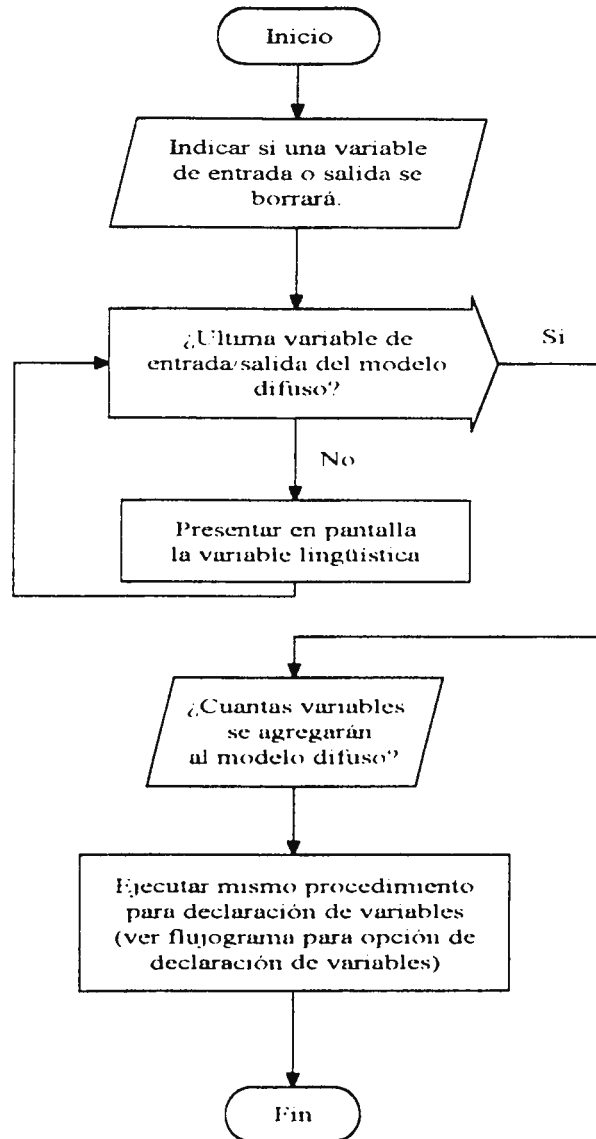 Inicio
Indicar si una variable
de entrada o salida se
borrará.
¿Ultima variable de
entrada/salida del modelo
difuso?
Si
No
Presentar en pantalla
la variable lingüística
¿Cuantas variables
se agregarán
al modelo difuso?
Ejecutar mismo procedimiento
para declaración de variables
(ver flujograma para opción de
declaración de variables)
Fin